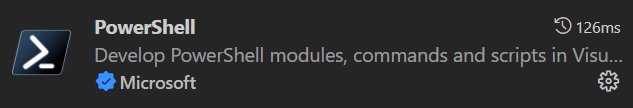 PowerShell 126ms
Develop PowerShell modules, commands and scripts in Visu...
Microsoft